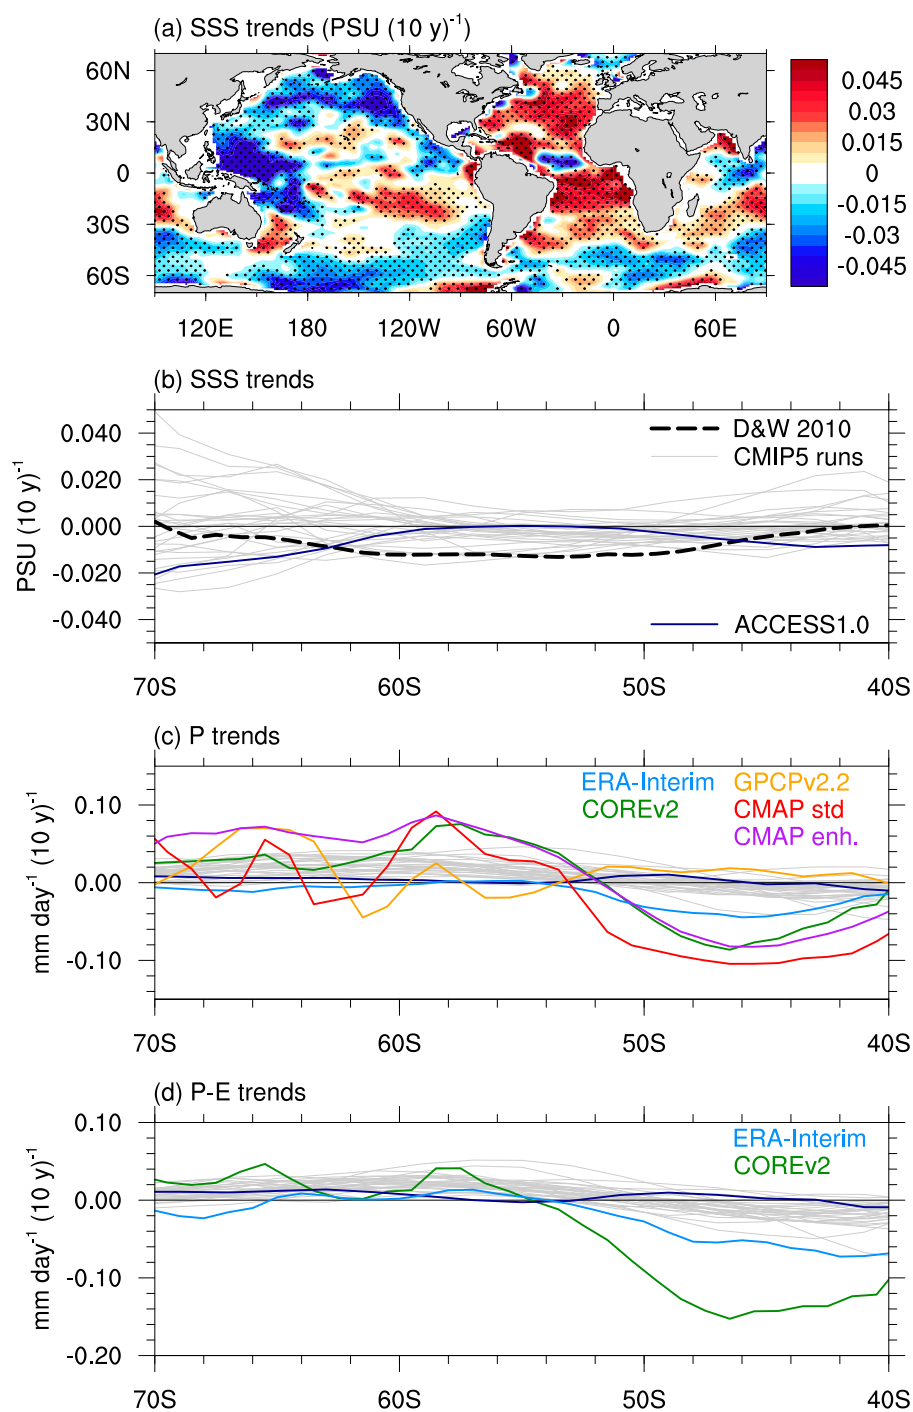 (a) SSS trends (PSU (10 y)⁻¹)
60N
30N
0
30S
60S
120E 180 120W 60W 0 60E
0.045
0.03
0.015
0
-0.015
-0.03
-0.045
(b) SSS trends
PSU (10 y)⁻¹
0.040
0.020
0.000
-0.020
-0.040
D&W 2010
CMIP5 runs
ACCESS1.0
70S 60S 50S 40S
(c) P trends
mm day⁻¹ (10 y)⁻¹
0.10
0.00
-0.10
ERA-Interim GPCPv2.2
COREv2 CMAP std
CMAP enh.
70S 60S 50S 40S
(d) P-E trends
mm day⁻¹ (10 y)⁻¹
0.10
0.00
-0.10
-0.20
ERA-Interim
COREv2
70S 60S 50S 40S